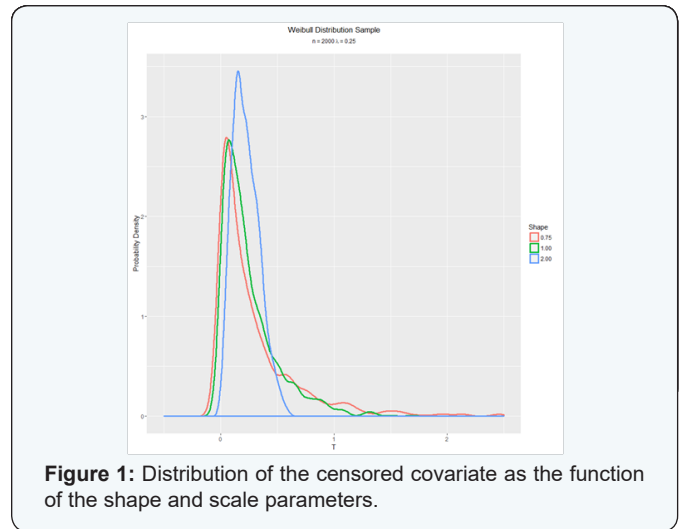 Weibull Distribution Sample
n = 2000 λ = 0.25
Probability Density
3
2
1
0
0 1 2
T
Shape
0.75
1.00
2.00
Figure 1: Distribution of the censored covariate as the function
of the shape and scale parameters.